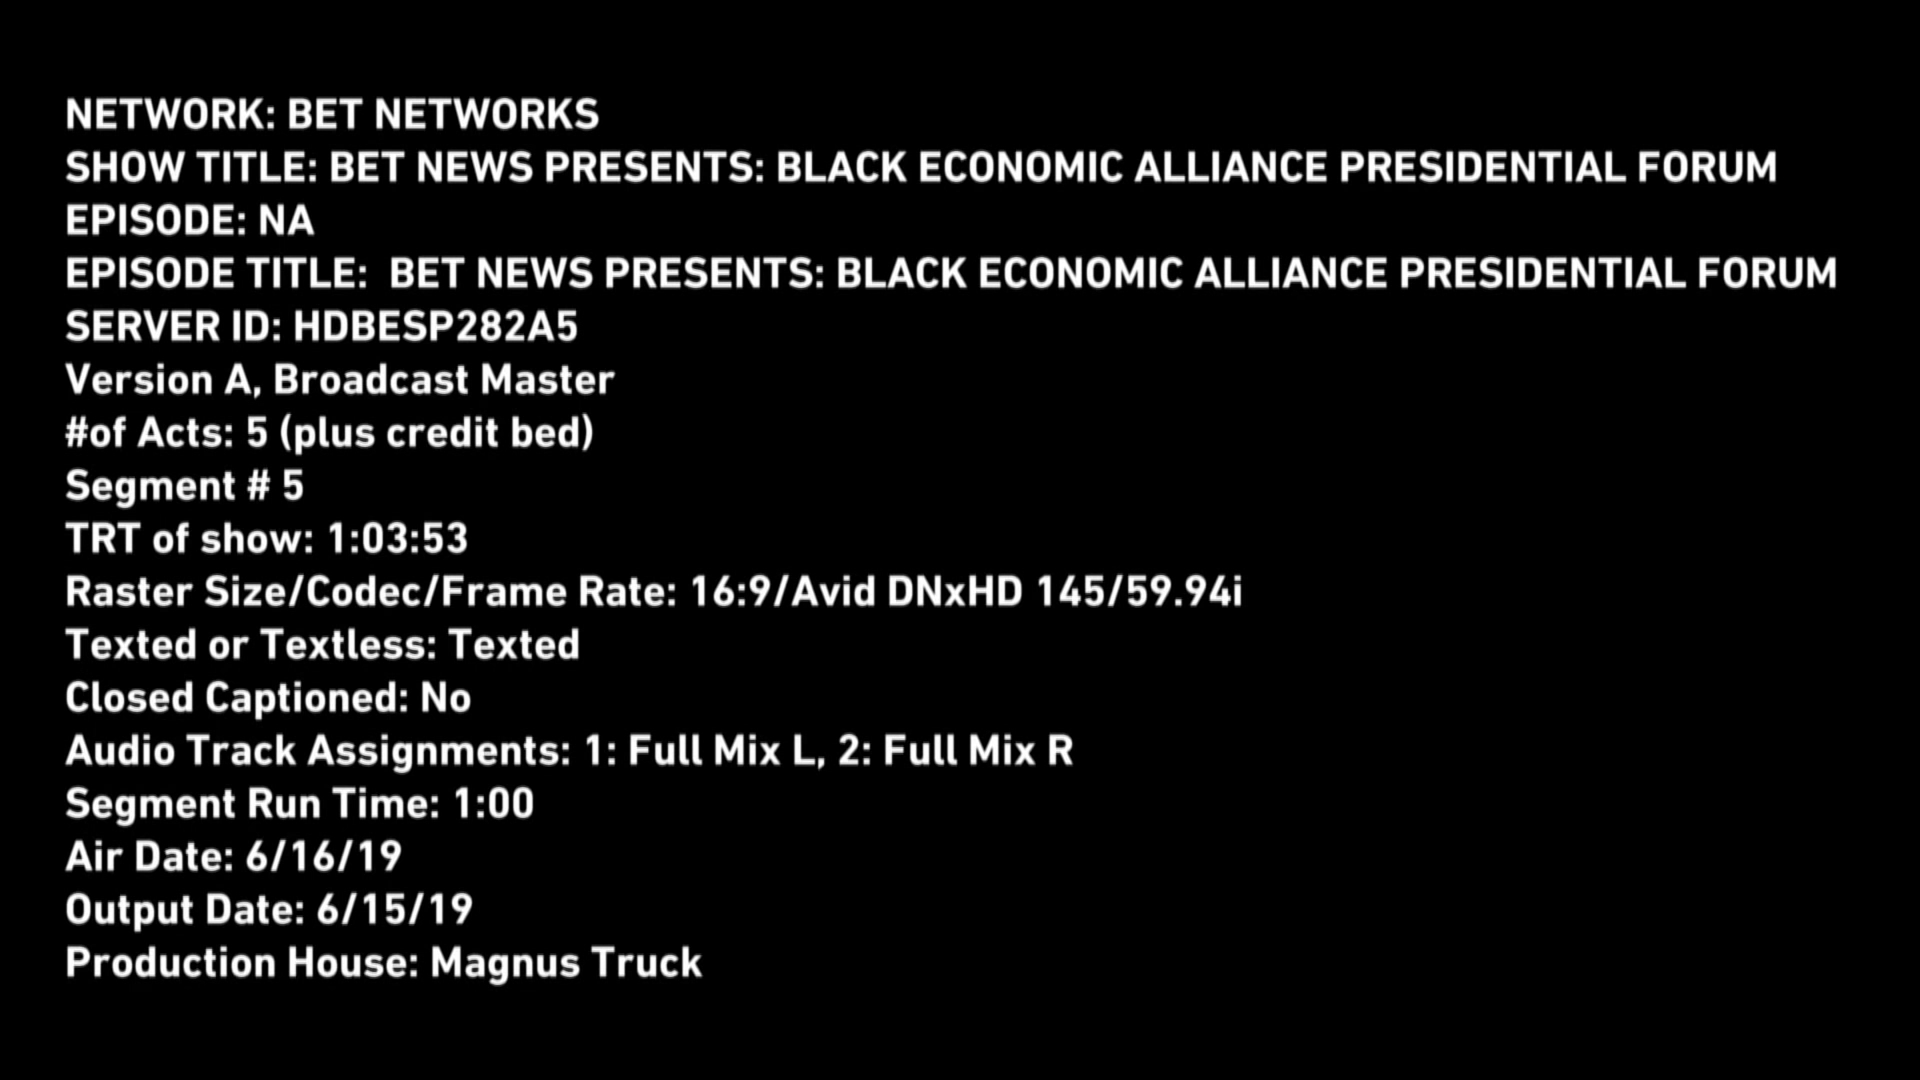 NETWORK: BET NETWORKS
SHOW TITLE: BET NEWS PRESENTS: BLACK ECONOMIC ALLIANCE PRESIDENTIAL FORUM
EPISODE: NA
EPISODE TITLE:  BET NEWS PRESENTS: BLACK ECONOMIC ALLIANCE PRESIDENTIAL FORUM
SERVER ID: HDBESP282A5
Version A, Broadcast Master
#of Acts: 5 (plus credit bed)
Segment # 5
TRT of show: 1:03:53
Raster Size/Codec/Frame Rate: 16:9/Avid DNxHD 145/59.94i
Texted or Textless: Texted
Closed Captioned: No
Audio Track Assignments: 1: Full Mix L, 2: Full Mix R
Segment Run Time: 1:00
Air Date: 6/16/19
Output Date: 6/15/19
Production House: Magnus Truck